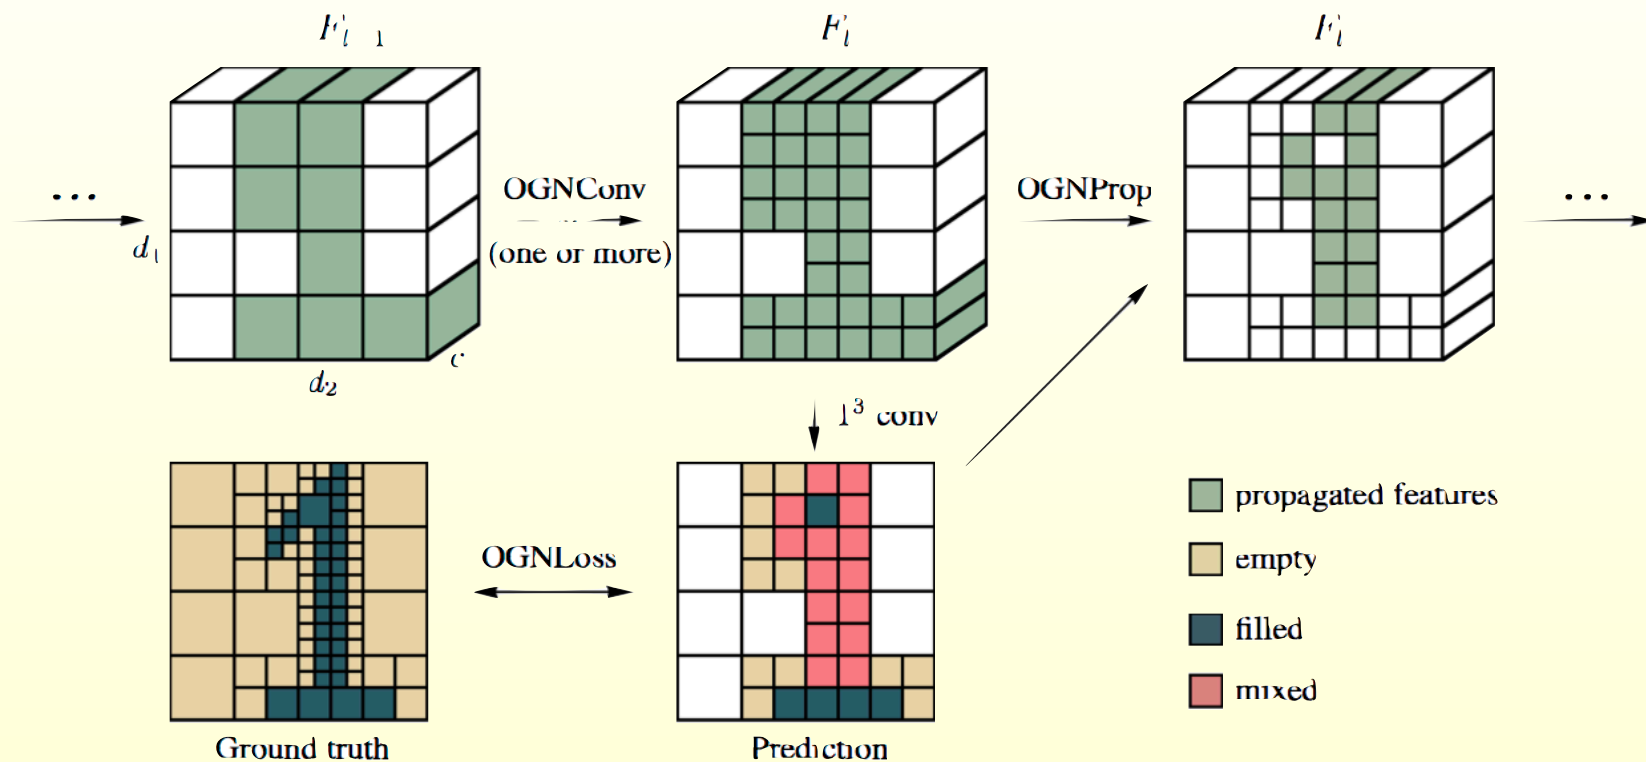 F_{l-1}
F_l
F_l
...
OGNConv
(one or more)
OGNProp
...
d_1
c
d_2
1^3 conv
OGNLoss
propagated features
empty
filled
mixed
Ground truth
Prediction